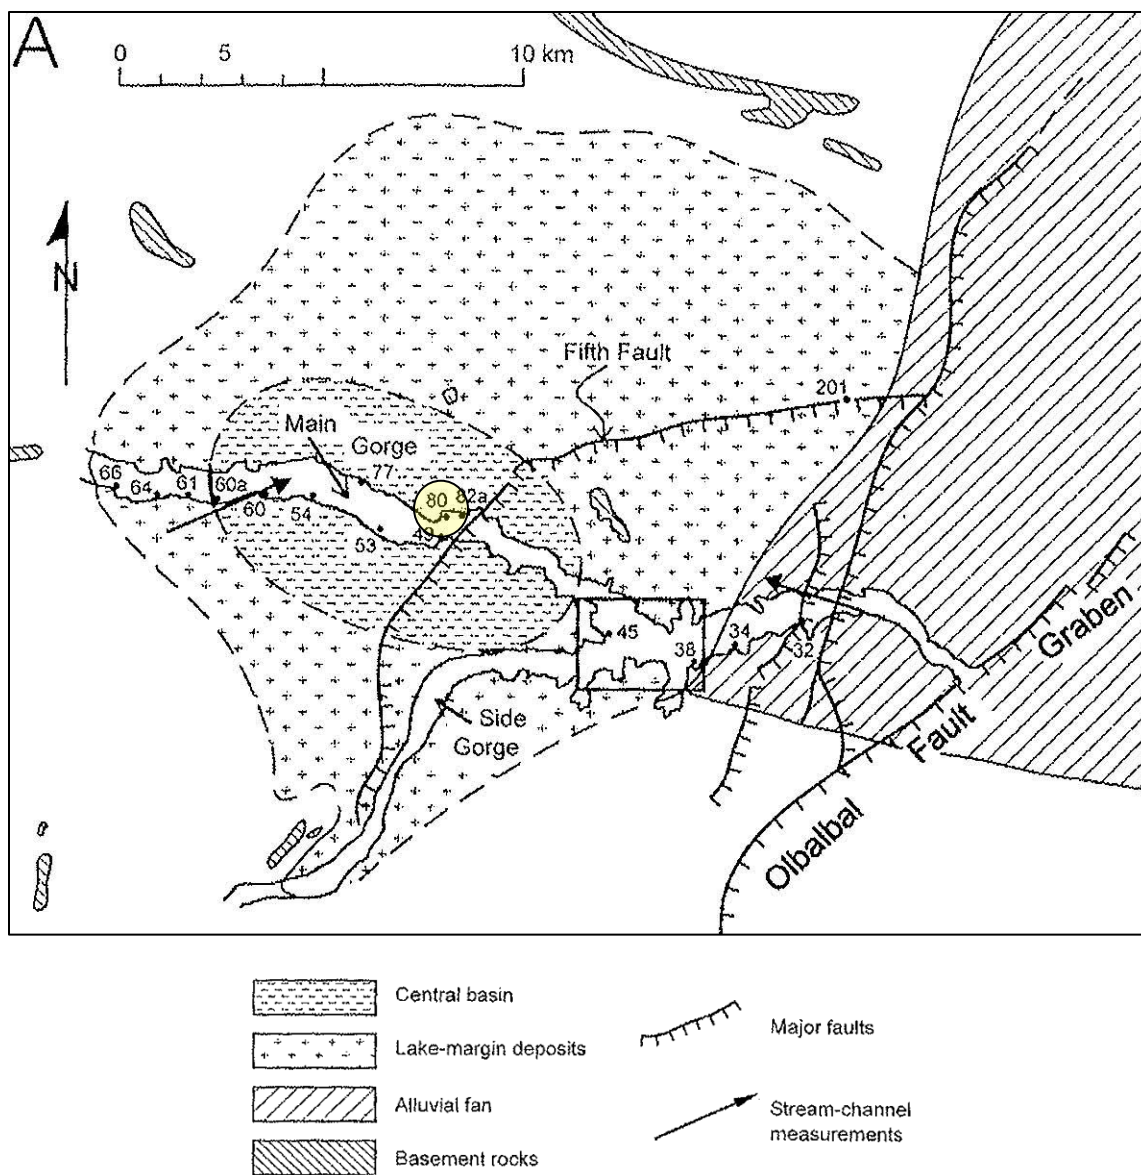 A
0 5 10 km
N
Fifth Fault
201
Main
Gorge
77
66
64
61
60a
60
54
80
82a
53
49
45
38
34
32
Side
Gorge
Graben
Fault
Olbalbal
Central basin
Lake-margin deposits
Alluvial fan
Basement rocks
Major faults
Stream-channel
measurements